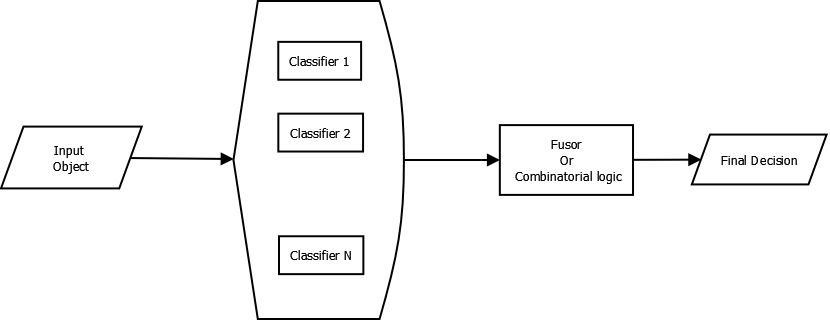 Input
Object
Classifier 1
Classifier 2
Classifier N
Fusor
Or
Combinatorial logic
Final Decision